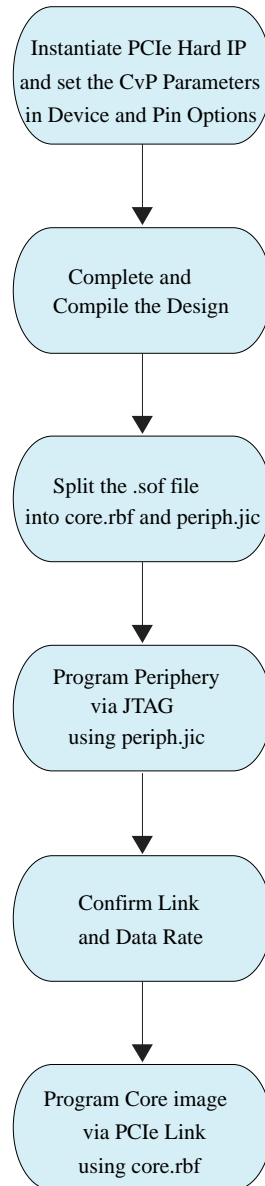 Instantiate PCIe Hard IP
and set the CvP Parameters
in Device and Pin Options
Complete and
Compile the Design
Split the .sof file
into core.rbf and periph.jic
Program Periphery
via JTAG
using periph.jic
Confirm Link
and Data Rate
Program Core image
via PCIe Link
using core.rbf